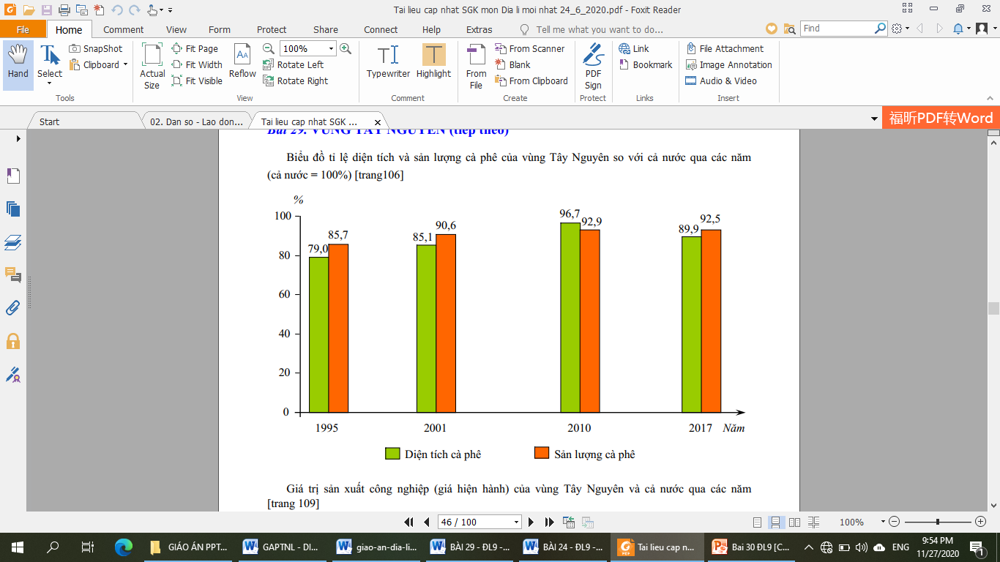 Tai lieu cap nhat SGK mon Dia li moi nhat 24_6_2020.pdf - Foxit Reader
File Home Comment View Form Protect Share Connect Help Extras Tell me what you want to do... Find
Hand Select SnapShot Clipboard
Actual Size Fit Page Fit Width Fit Visible Reflow 100% Rotate Left Rotate Right
Typewriter Highlight
From File From Scanner Blank From Clipboard
PDF Sign
Link Bookmark
File Attachment Image Annotation Audio & Video
Tools View Comment Create Protect Links Insert
Start 02. Dan so - Lao don... Tai lieu cap nhat SGK ... 福昕PDF转Word
Bài 29. VÙNG TÂY NGUYÊN (tiếp theo)
Biểu đồ tỉ lệ diện tích và sản lượng cà phê của vùng Tây Nguyên so với cả nước qua các năm
(cả nước = 100%) [trang106]
%
100
80
60
40
20
0
79,0 85,7 85,1 90,6 96,7 92,9 89,9 92,5
1995 2001 2010 2017 Năm
Diện tích cà phê Sản lượng cà phê
Giá trị sản xuất công nghiệp (giá hiện hành) của vùng Tây Nguyên và cả nước qua các năm
[trang 109]
46 / 100 100%
GIÁO ÁN PPT... GAPTNL - DI... giao-an-dia-li... BÀI 29 - ĐL9 -... BÀI 24 - ĐL9 -... Tai lieu cap n... Bai 30 ĐL9 [C... ENG 9:54 PM
11/27/2020 1